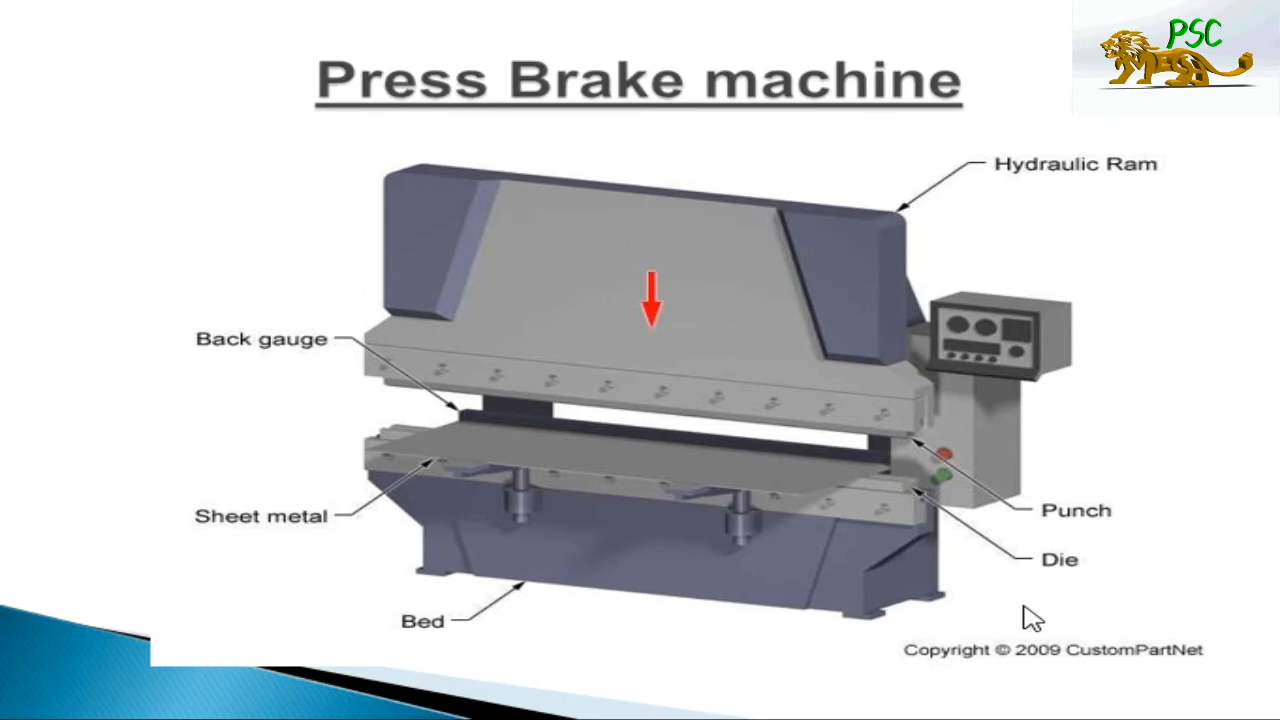 PSC
Press Brake machine
Hydraulic Ram
Back gauge
Sheet metal
Punch
Die
Bed
Copyright © 2009 CustomPartNet